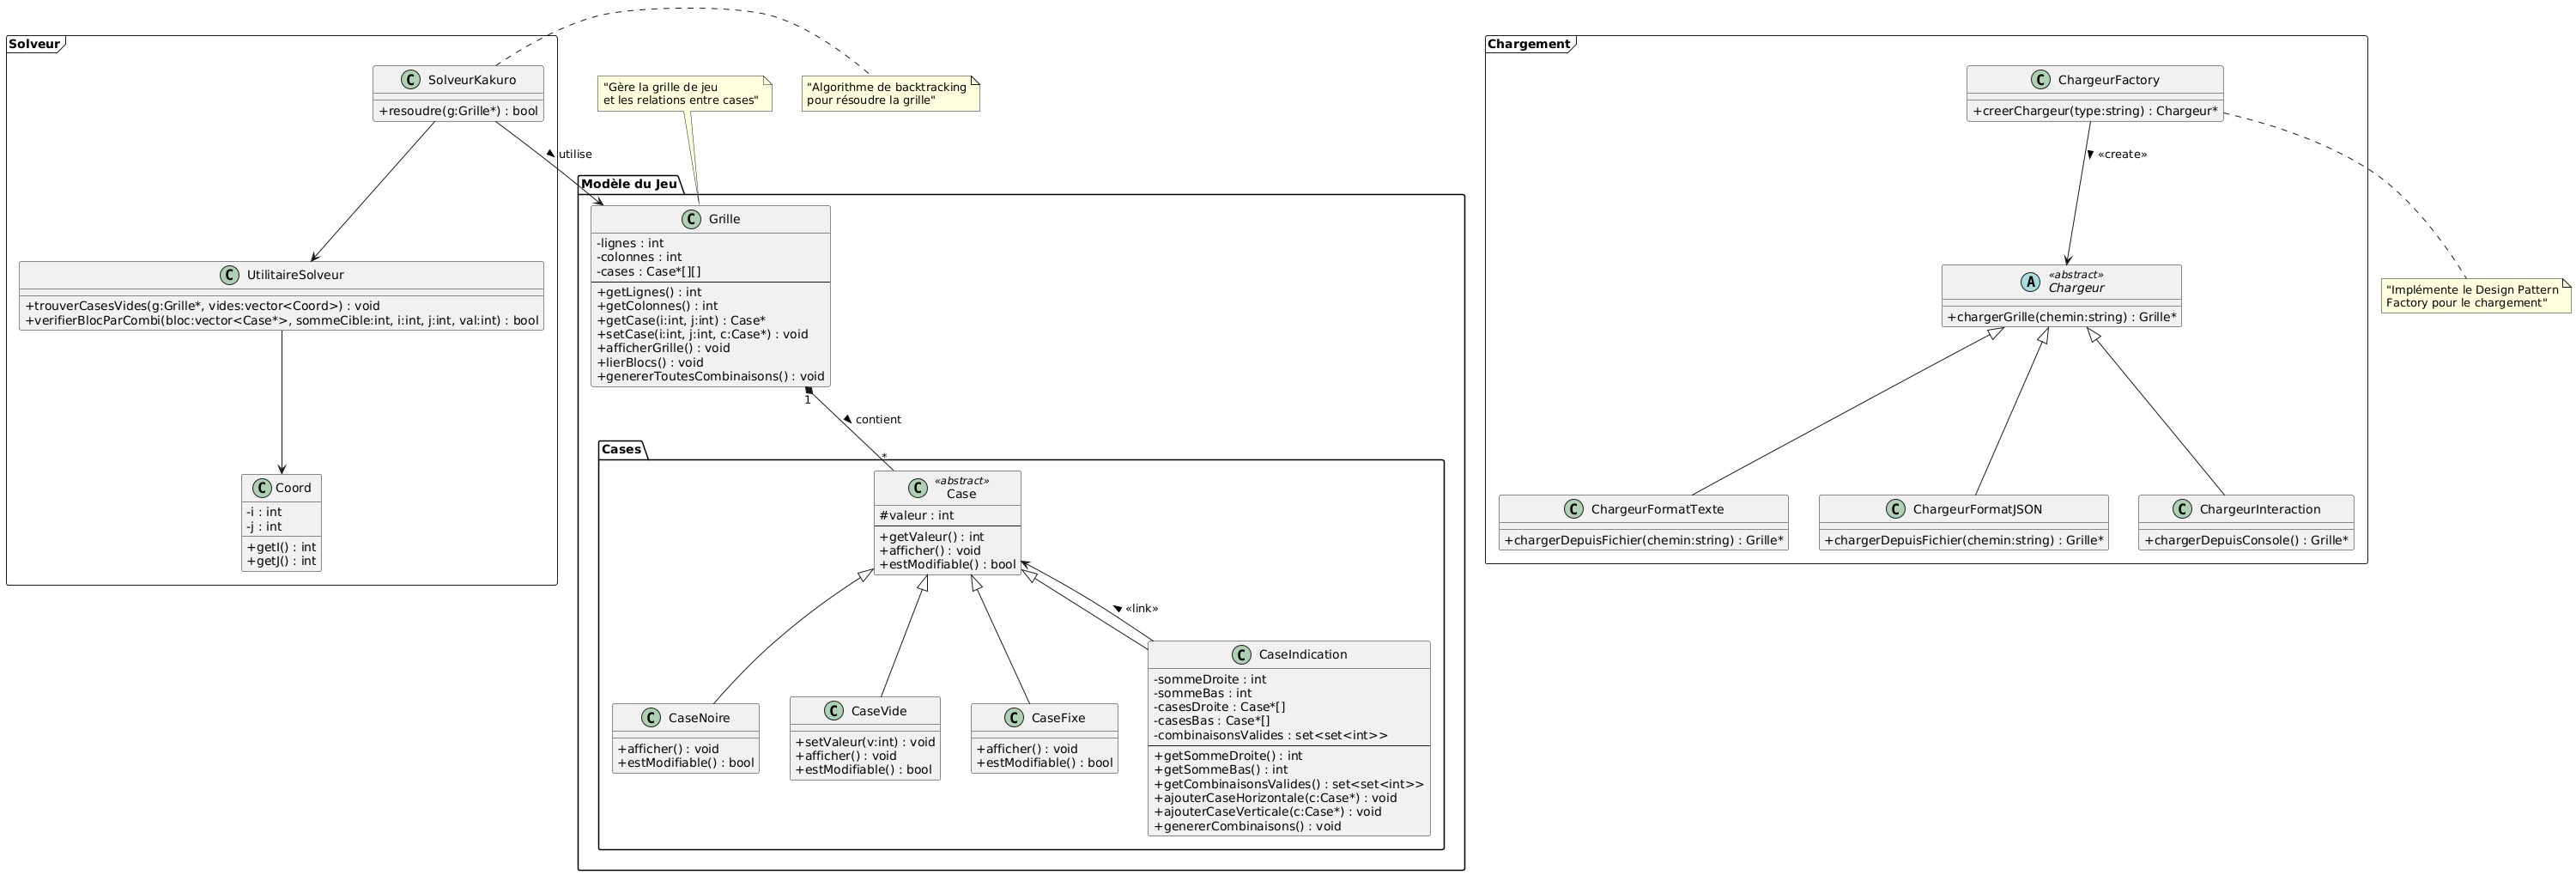 Solveur
C SolveurKakuro
+resoudre(g:Grille*) : bool
utilise
C UtilitaireSolveur
+trouverCasesVides(g:Grille*, vides:vector<Coord>) : void
+verifierBlocParCombi(bloc:vector<Case*>, sommeCible:int, i:int, j:int, val:int) : bool
C Coord
-i : int
-j : int
+getI() : int
+getJ() : int
"Gère la grille de jeu
et les relations entre cases"
"Algorithme de backtracking
pour résoudre la grille"
Modèle du Jeu
C Grille
-lignes : int
-colonnes : int
-cases : Case*[][]
+getLignes() : int
+getColonnes() : int
+getCase(i:int, j:int) : Case*
+setCase(i:int, j:int, c:Case*) : void
+afficherGrille() : void
+lierBlocs() : void
+genererToutesCombinaisons() : void
1
contient
*
Cases
C «abstract»
Case
#valeur : int
+getValeur() : int
+afficher() : void
+estModifiable() : bool
«link»
C CaseNoire
+afficher() : void
+estModifiable() : bool
C CaseVide
+setValeur(v:int) : void
+afficher() : void
+estModifiable() : bool
C CaseFixe
+afficher() : void
+estModifiable() : bool
C CaseIndication
-sommeDroite : int
-sommeBas : int
-casesDroite : Case*[]
-casesBas : Case*[]
-combinaisonsValides : set<set<int>>
+getSommeDroite() : int
+getSommeBas() : int
+getCombinaisonsValides() : set<set<int>>
+ajouterCaseHorizontale(c:Case*) : void
+ajouterCaseVerticale(c:Case*) : void
+genererCombinaisons() : void
Chargement
C ChargeurFactory
+creerChargeur(type:string) : Chargeur*
«create»
A «abstract»
Chargeur
+chargerGrille(chemin:string) : Grille*
"Implémente le Design Pattern
Factory pour le chargement"
C ChargeurFormatTexte
+chargerDepuisFichier(chemin:string) : Grille*
C ChargeurFormatJSON
+chargerDepuisFichier(chemin:string) : Grille*
C ChargeurInteraction
+chargerDepuisConsole() : Grille*